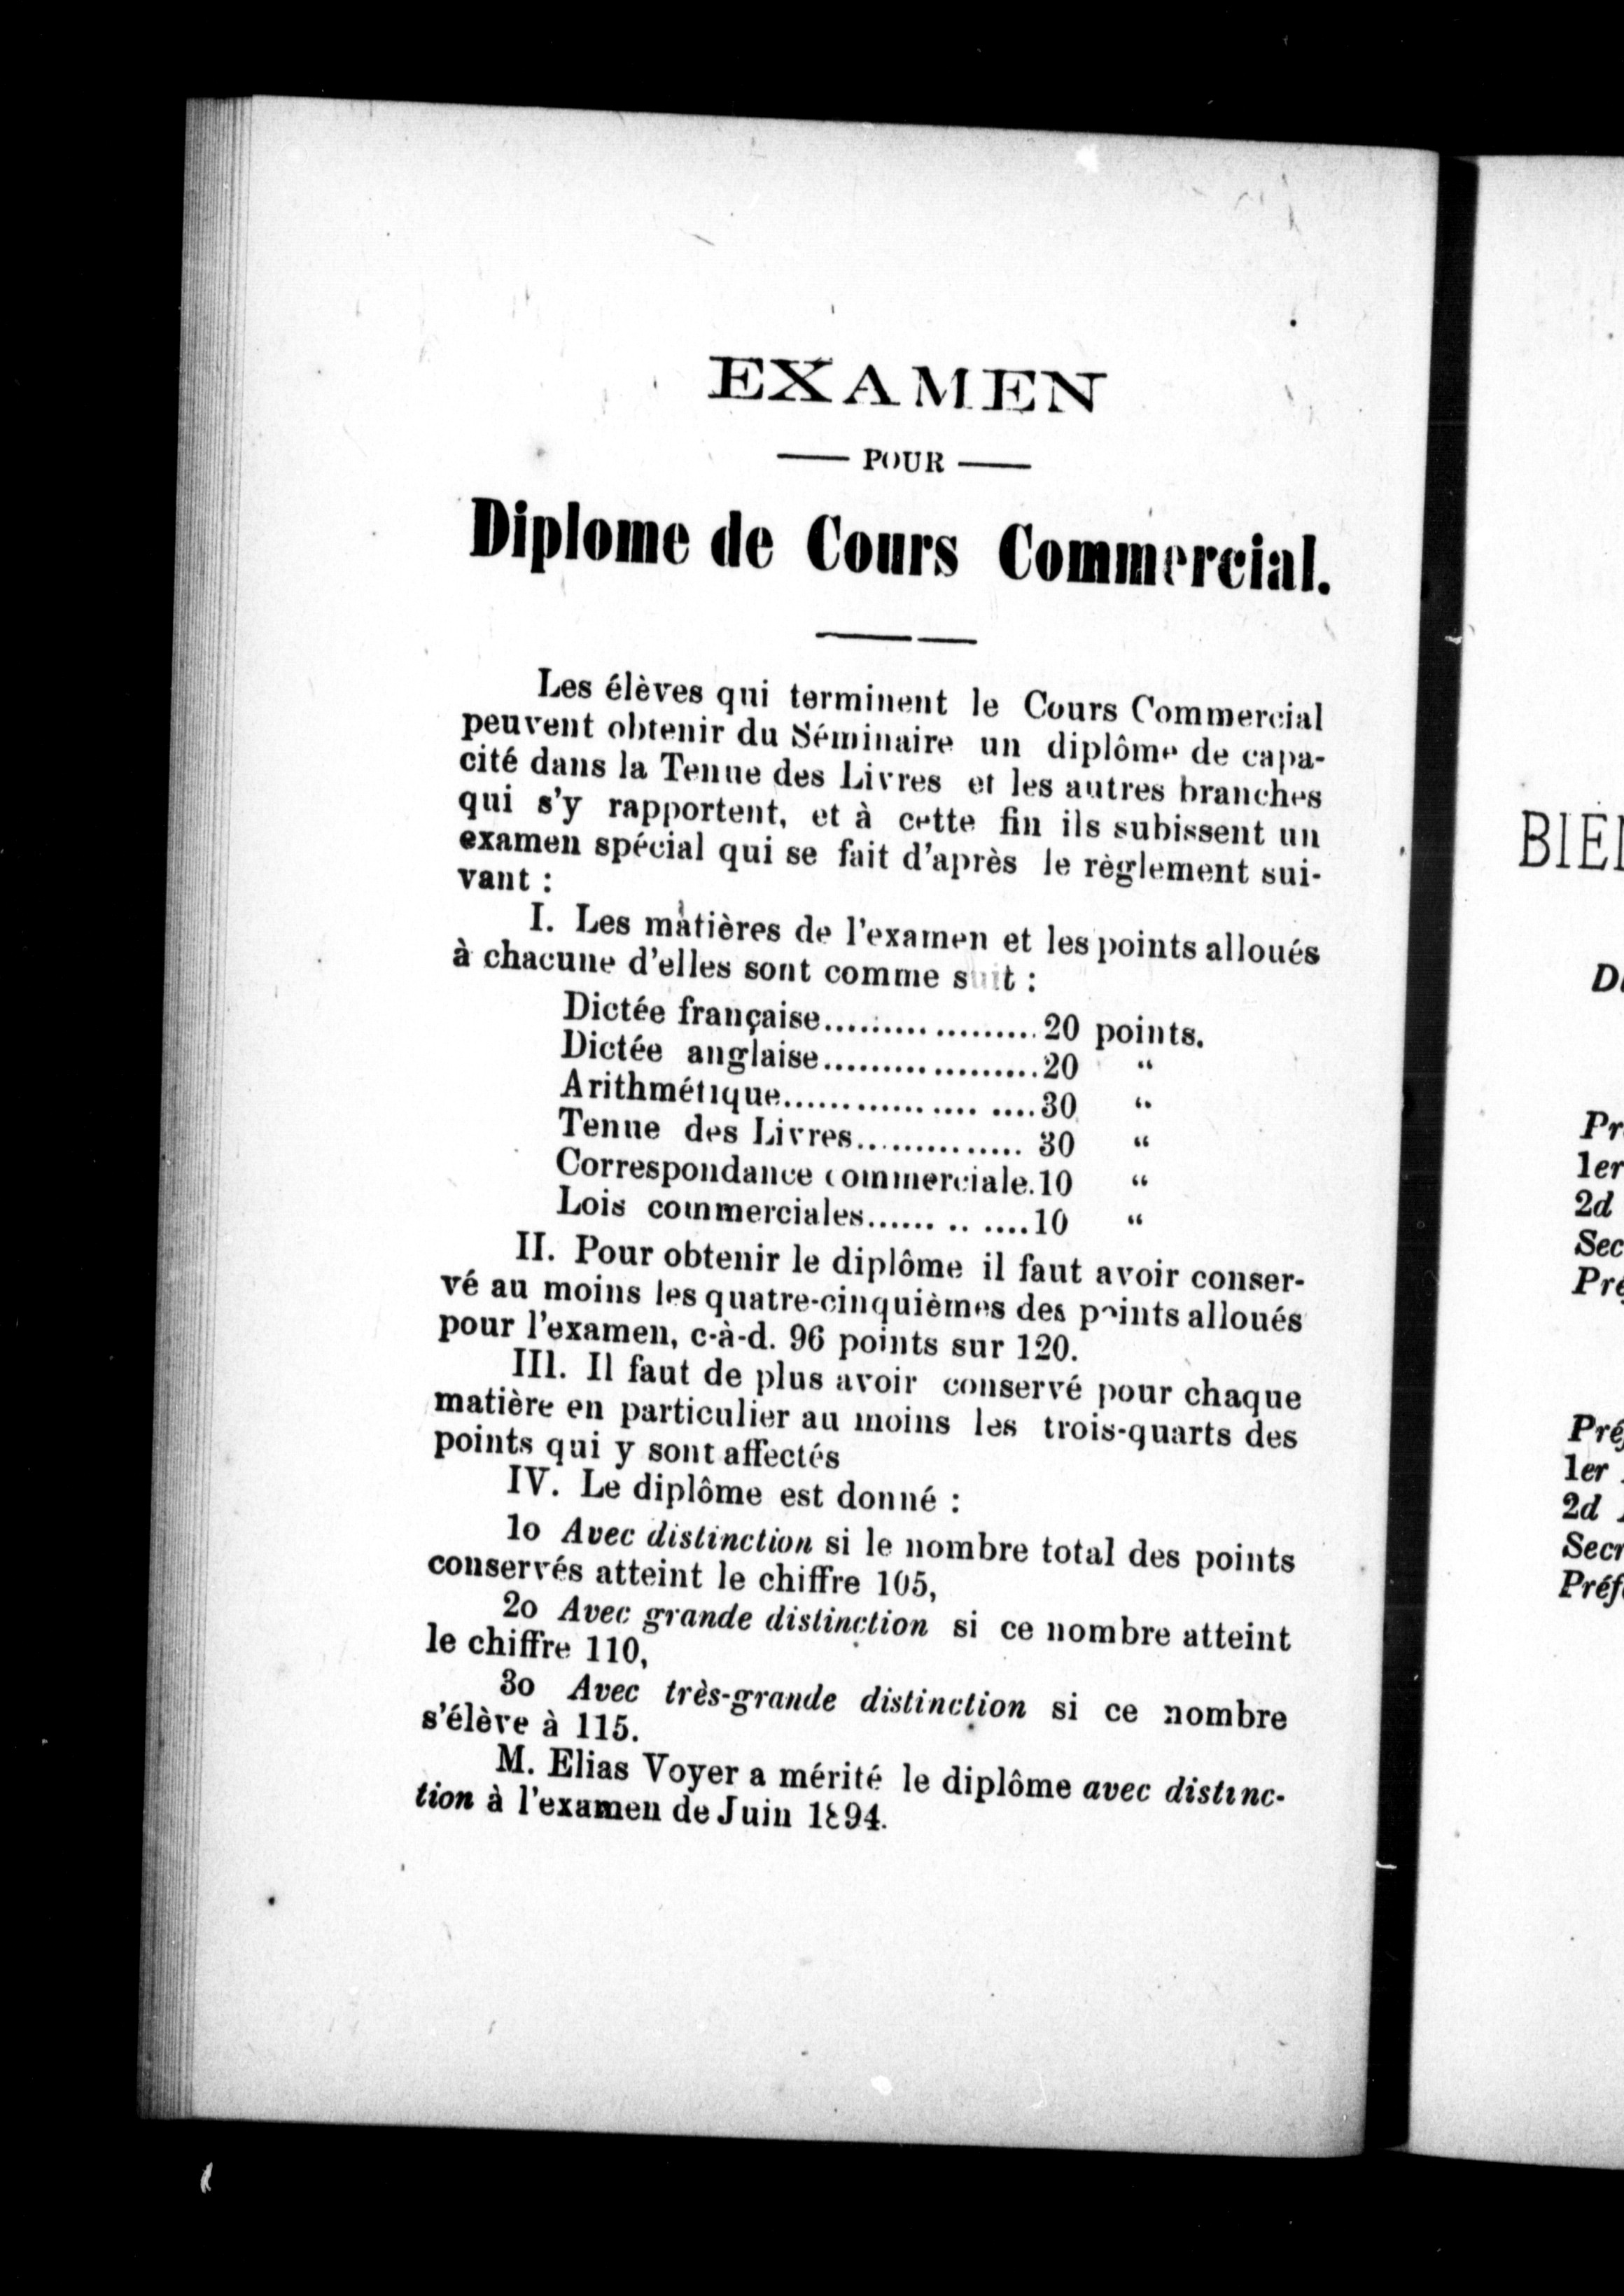 EXAMEN
POUR
Diplome de Cours Commercial.
Les élèves qui terminent le Cours Commercial
peuvent obtenir du Séminaire un diplôme de capa-
cité dans la Tenue des Livres et les autres branches
qui s'y rapportent, et à cette fin ils subissent un
examen spécial qui se fait d'après le règlement sui-
vant :
I. Les matières de l'examen et les points alloués
à chacune d'elles sont comme suit :
Dictée française....................20 points.
Dictée anglaise....................20 “
Arithmétique....................30 “
Tenue des Livres............... 30 “
Correspondance commerciale.10 “
Lois commerciales...... .. ....10 “
II. Pour obtenir le diplôme il faut avoir conser-
vé au moins les quatre-cinquièmes des points alloués
pour l'examen, c-à-d. 96 points sur 120.
III. Il faut de plus avoir conservé pour chaque
matière en particulier au moins les trois-quarts des
points qui y sont affectés
IV. Le diplôme est donné :
1o Avec distinction si le nombre total des points
conservés atteint le chiffre 105,
2o Avec grande distinction si ce nombre atteint
le chiffre 110,
3o Avec très-grande distinction si ce nombre
s'élève à 115.
M. Elias Voyer a mérité le diplôme avec distinc-
tion à l'examen de Juin 1894.
1er
2d
1er
2d